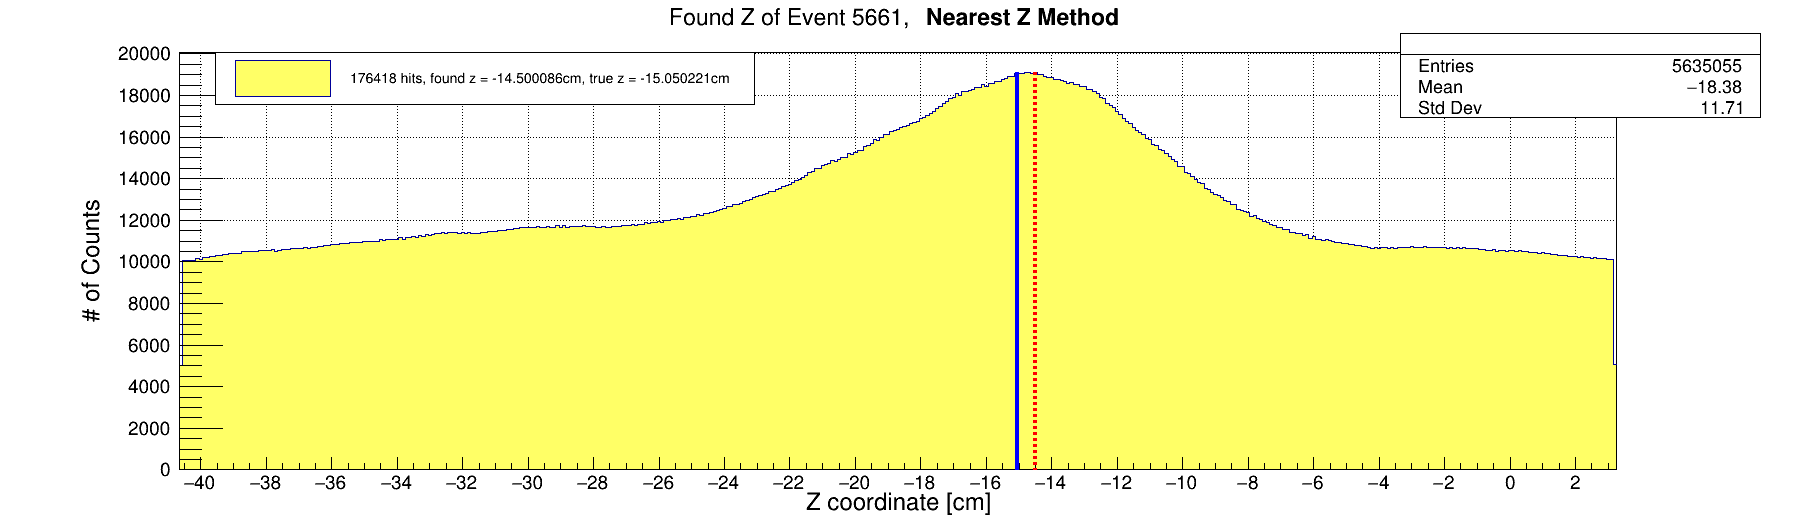 Found Z of Event 5661, Nearest Z Method
176418 hits, found z = -14.500086cm, true z = -15.050221cm
Entries 5635055
Mean −18.38
Std Dev 11.71
# of Counts
20000
18000
16000
14000
12000
10000
8000
6000
4000
2000
0
−40 −38 −36 −34 −32 −30 −28 −26 −24 −22 −20 −18 −16 −14 −12 −10 −8 −6 −4 −2 0 2
Z coordinate [cm]